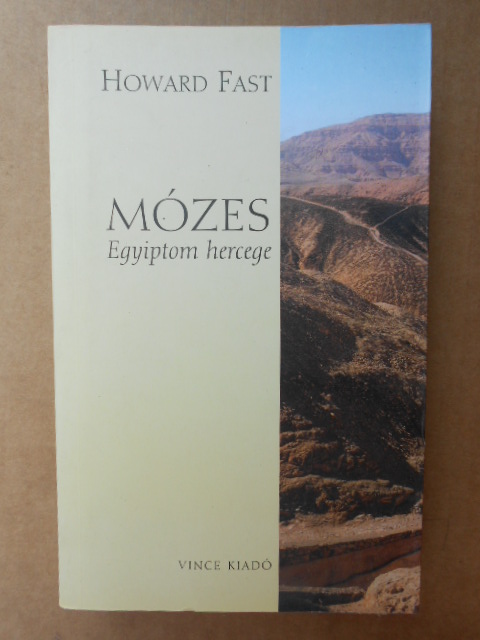 HOWARD FAST
MÓZES
Egyiptom hercege
VINCE KIADÓ